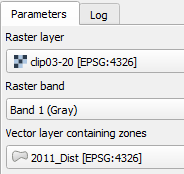 Parameters Log
Raster layer
clip03-20 [EPSG:4326]
Raster band
Band 1 (Gray)
Vector layer containing zones
2011_Dist [EPSG:4326]